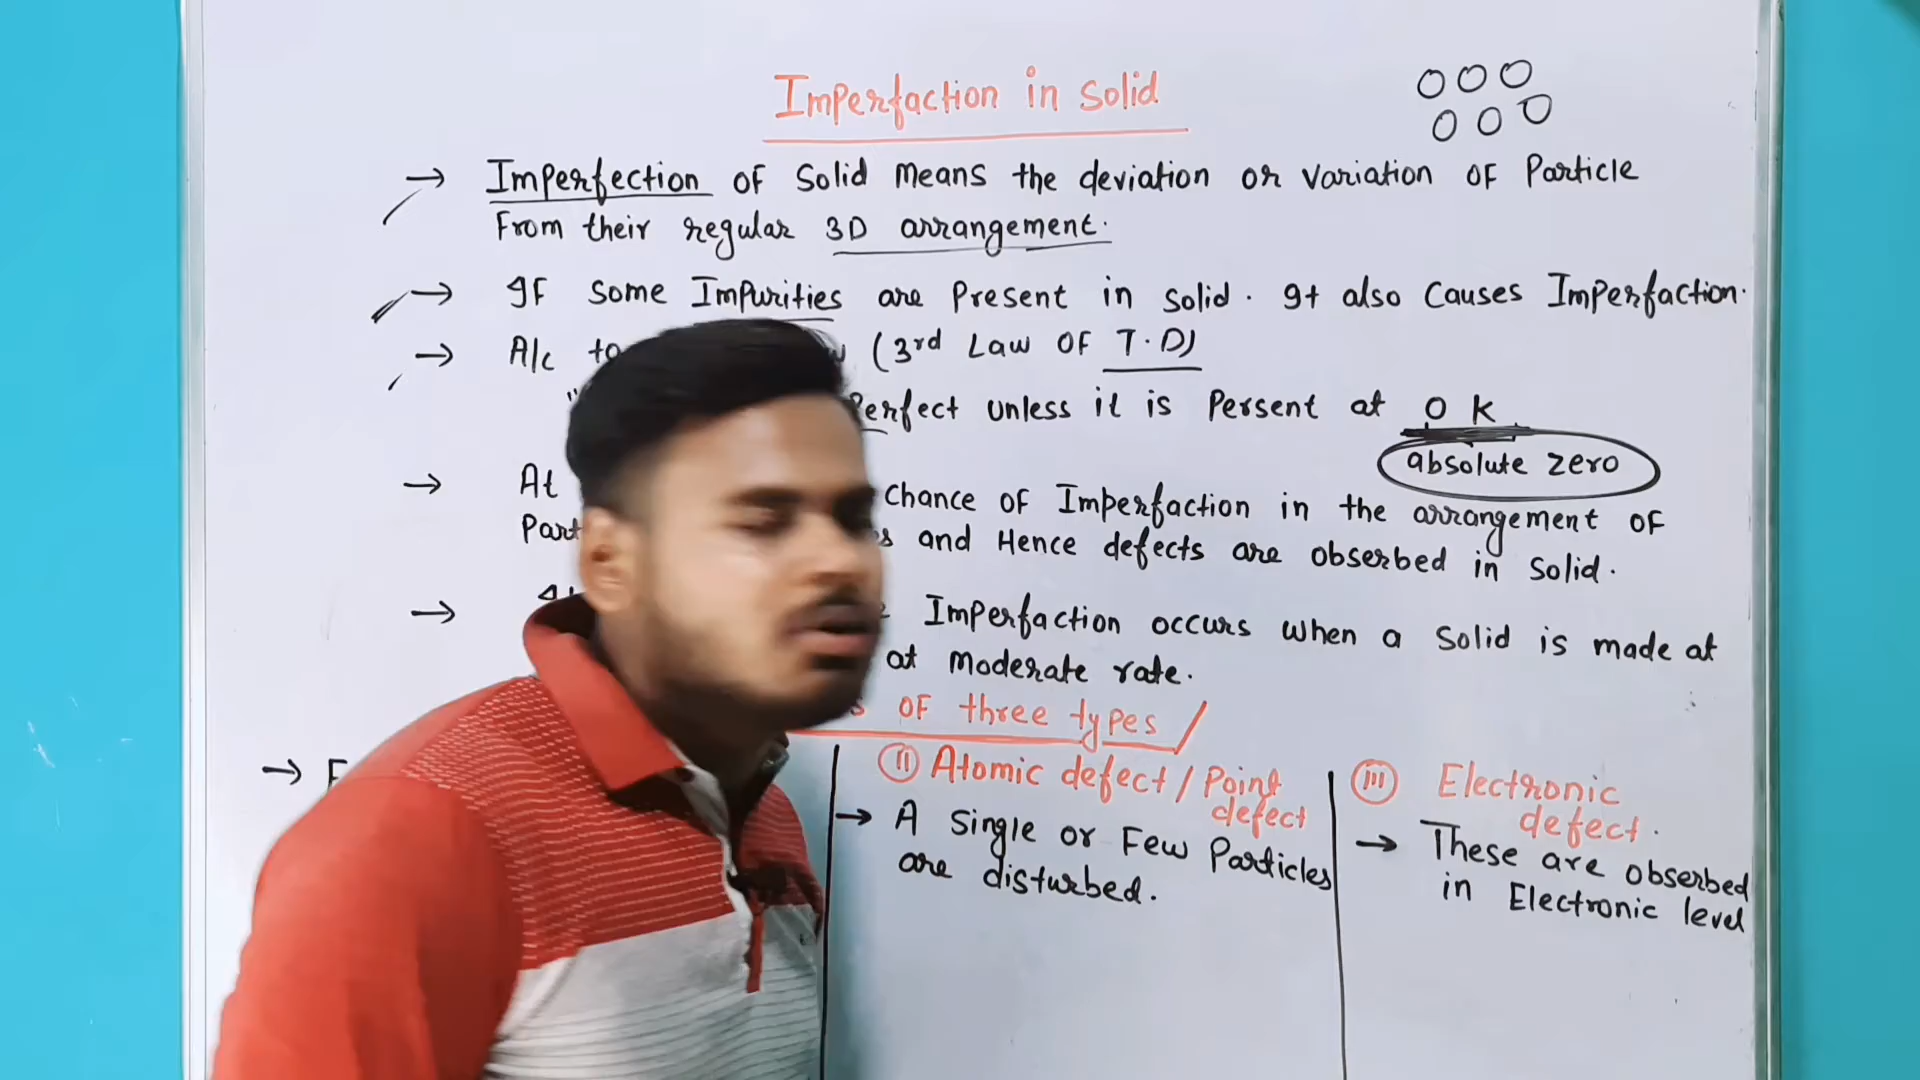 Imperfaction in solid
→ Imperfection of solid means the deviation or variation of Particle
From their regular 3D arrangement.
→ If some Impurities are Present in solid. It also causes Imperfaction.
→ A/c to (3rd Law of T.D)
Perfect unless it is Persent at 0 K
absolute zero
→ At Chance of Imperfaction in the arrangement of
and Hence defects are obserbed in solid.
→ Imperfaction occurs when a solid is made at
at moderate rate.
of three types /
(II) Atomic defect / Point
defect
→ A single or Few Particles
are disturbed.
(III) Electronic
defect.
→ These are obserbed
in Electronic level